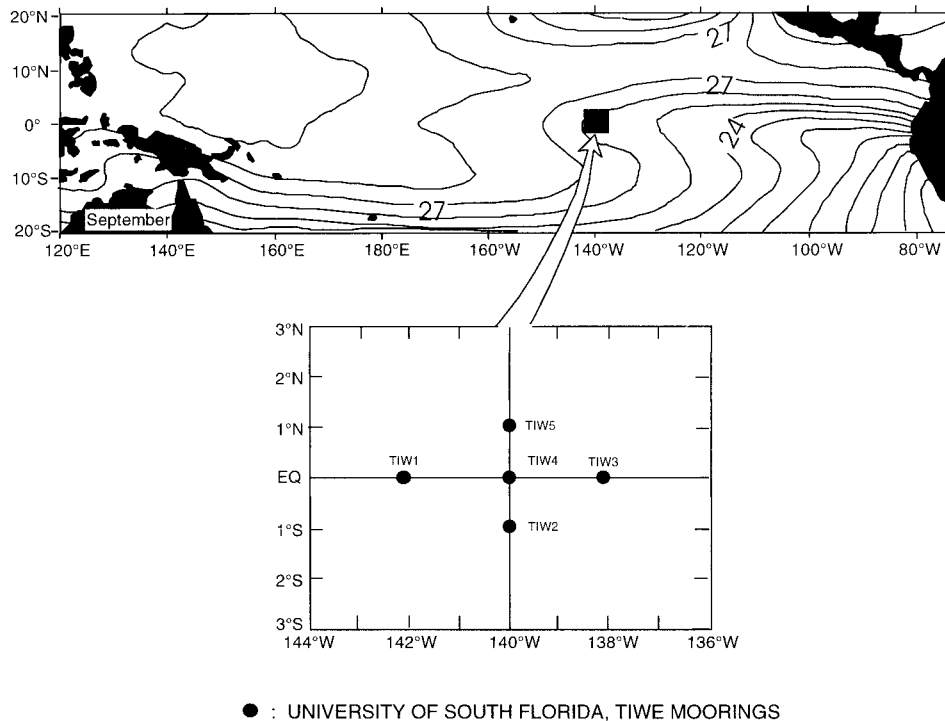 20°N
27
10°N
27
0°
24
10°S
27
September
20°S
120°E 140°E 160°E 180°E 160°W 140°W 120°W 100°W 80°W
3°N
2°N
1°N
TIW5
TIW1 TIW4 TIW3
EQ
1°S
TIW2
2°S
3°S
144°W 142°W 140°W 138°W 136°W
● : UNIVERSITY OF SOUTH FLORIDA, TIWE MOORINGS